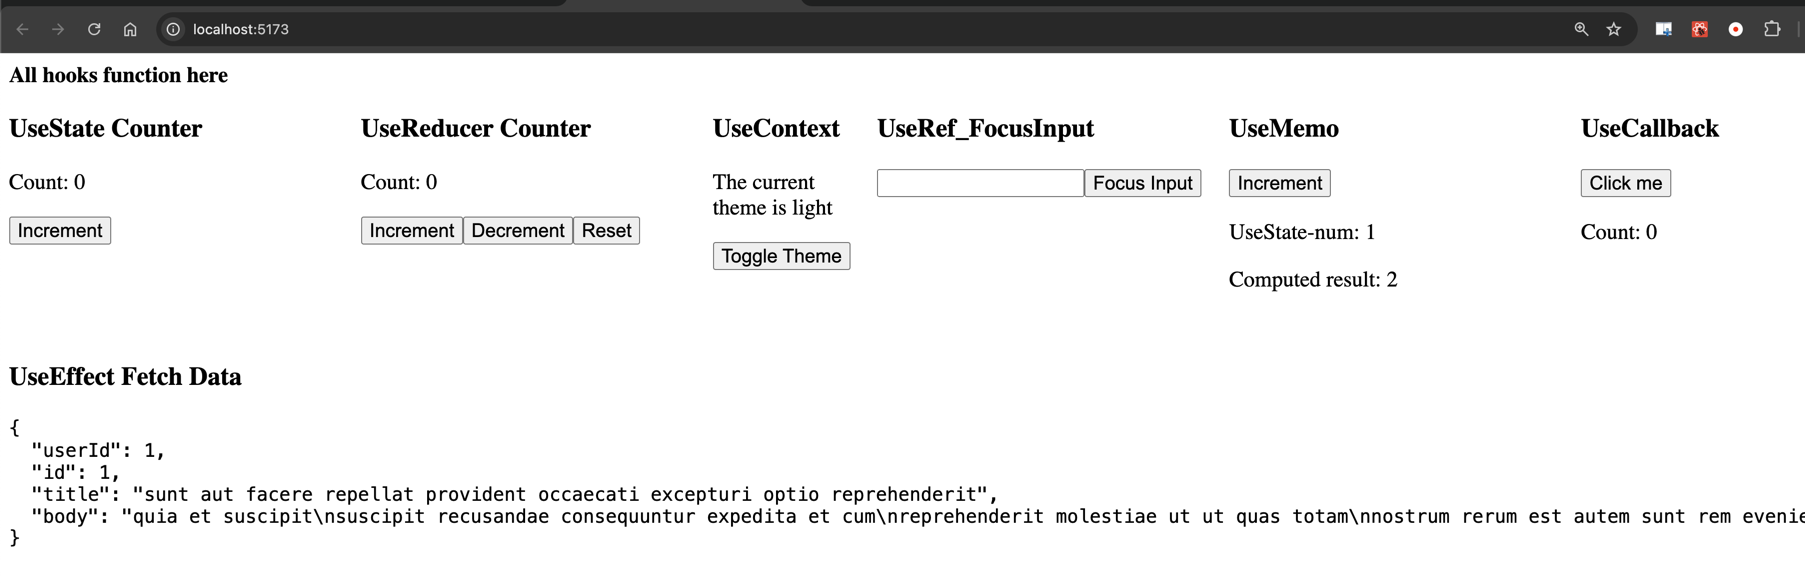 localhost:5173
All hooks function here
UseState Counter
Count: 0
Increment
UseReducer Counter
Count: 0
Increment Decrement Reset
UseContext
The current
theme is light
Toggle Theme
UseRef_FocusInput
Focus Input
UseMemo
Increment
UseState-num: 1
Computed result: 2
UseCallback
Click me
Count: 0
UseEffect Fetch Data
{
  "userId": 1,
  "id": 1,
  "title": "sunt aut facere repellat provident occaecati excepturi optio reprehenderit",
  "body": "quia et suscipit\nsuscipit recusandae consequuntur expedita et cum\nreprehenderit molestiae ut ut quas totam\nnostrum rerum est autem sunt rem
}